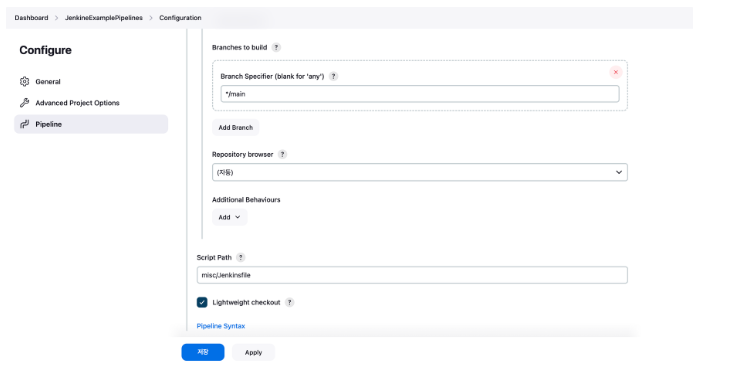 Dashboard > JenkineExamplePipelines > Configuration
Configure
General
Advanced Project Options
Pipeline
Branches to build ?
Branch Specifier (blank for 'any') ?
*/main
Add Branch
Repository browser ?
(자동)
Additional Behaviours
Add
Script Path ?
misc/Jenkinsfile
Lightweight checkout ?
Pipeline Syntax
저장 Apply